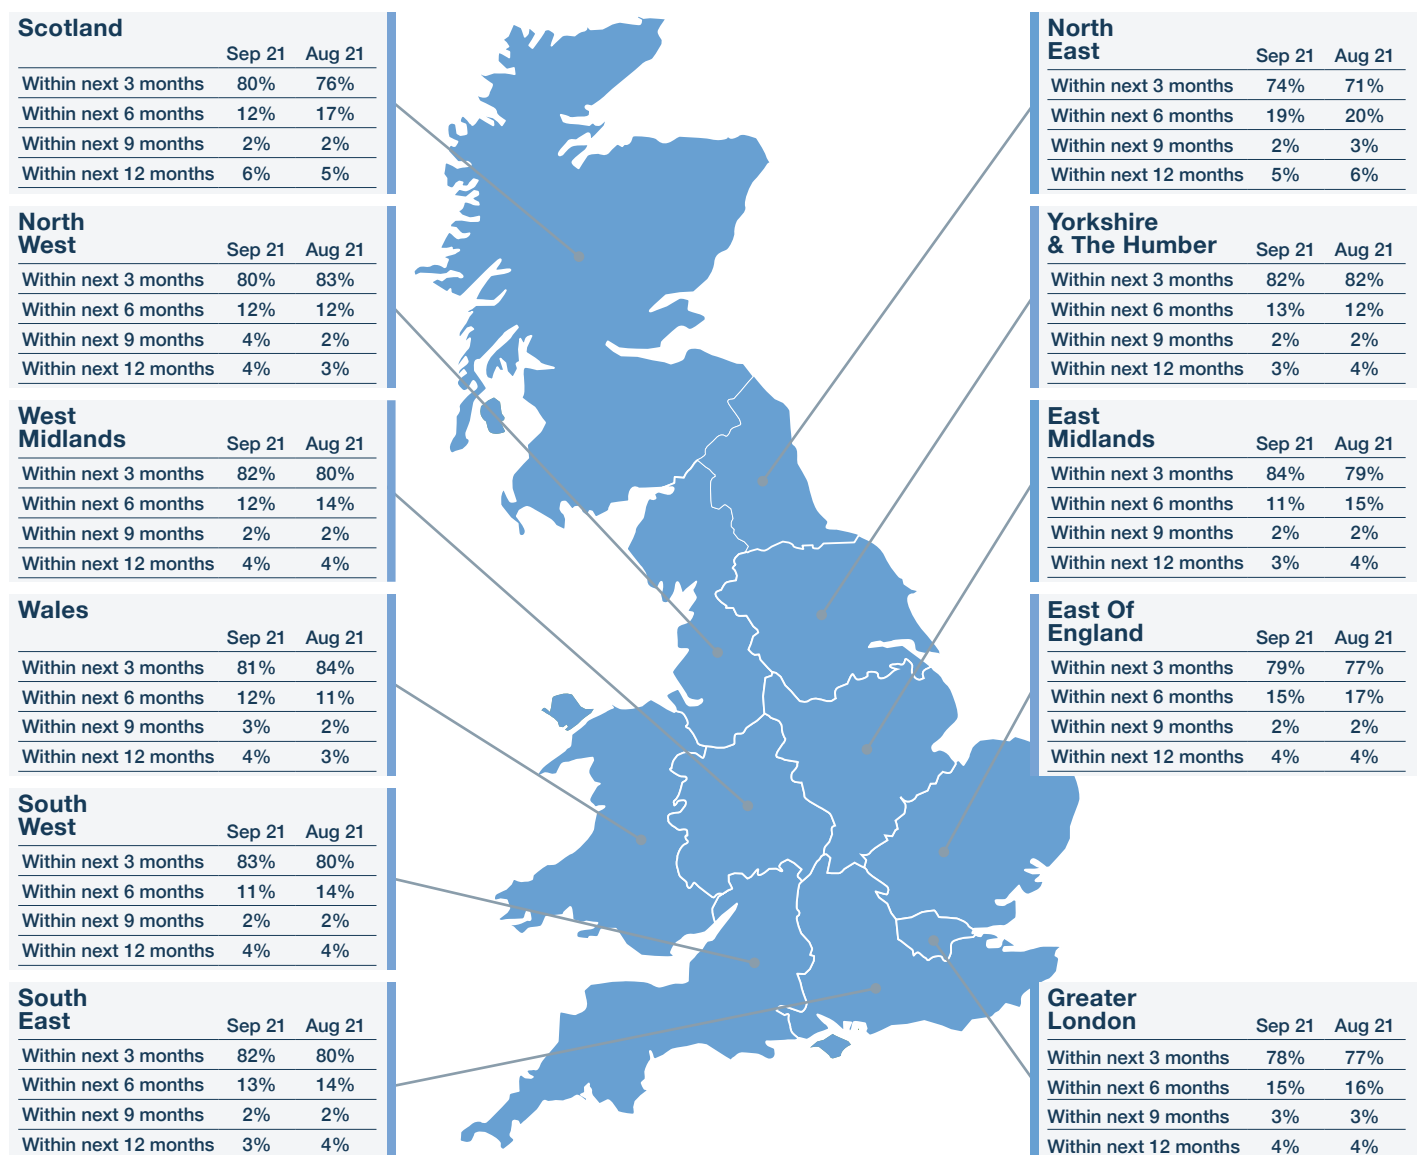 Scotland
Sep 21 Aug 21
Within next 3 months 80% 76%
Within next 6 months 12% 17%
Within next 9 months 2% 2%
Within next 12 months 6% 5%
North
West Sep 21 Aug 21
Within next 3 months 80% 83%
Within next 6 months 12% 12%
Within next 9 months 4% 2%
Within next 12 months 4% 3%
West
Midlands Sep 21 Aug 21
Within next 3 months 82% 80%
Within next 6 months 12% 14%
Within next 9 months 2% 2%
Within next 12 months 4% 4%
Wales
Sep 21 Aug 21
Within next 3 months 81% 84%
Within next 6 months 12% 11%
Within next 9 months 3% 2%
Within next 12 months 4% 3%
South
West Sep 21 Aug 21
Within next 3 months 83% 80%
Within next 6 months 11% 14%
Within next 9 months 2% 2%
Within next 12 months 4% 4%
South
East Sep 21 Aug 21
Within next 3 months 82% 80%
Within next 6 months 13% 14%
Within next 9 months 2% 2%
Within next 12 months 3% 4%
North
East Sep 21 Aug 21
Within next 3 months 74% 71%
Within next 6 months 19% 20%
Within next 9 months 2% 3%
Within next 12 months 5% 6%
Yorkshire
& The Humber Sep 21 Aug 21
Within next 3 months 82% 82%
Within next 6 months 13% 12%
Within next 9 months 2% 2%
Within next 12 months 3% 4%
East
Midlands Sep 21 Aug 21
Within next 3 months 84% 79%
Within next 6 months 11% 15%
Within next 9 months 2% 2%
Within next 12 months 3% 4%
East Of
England Sep 21 Aug 21
Within next 3 months 79% 77%
Within next 6 months 15% 17%
Within next 9 months 2% 2%
Within next 12 months 4% 4%
Greater
London Sep 21 Aug 21
Within next 3 months 78% 77%
Within next 6 months 15% 16%
Within next 9 months 3% 3%
Within next 12 months 4% 4%